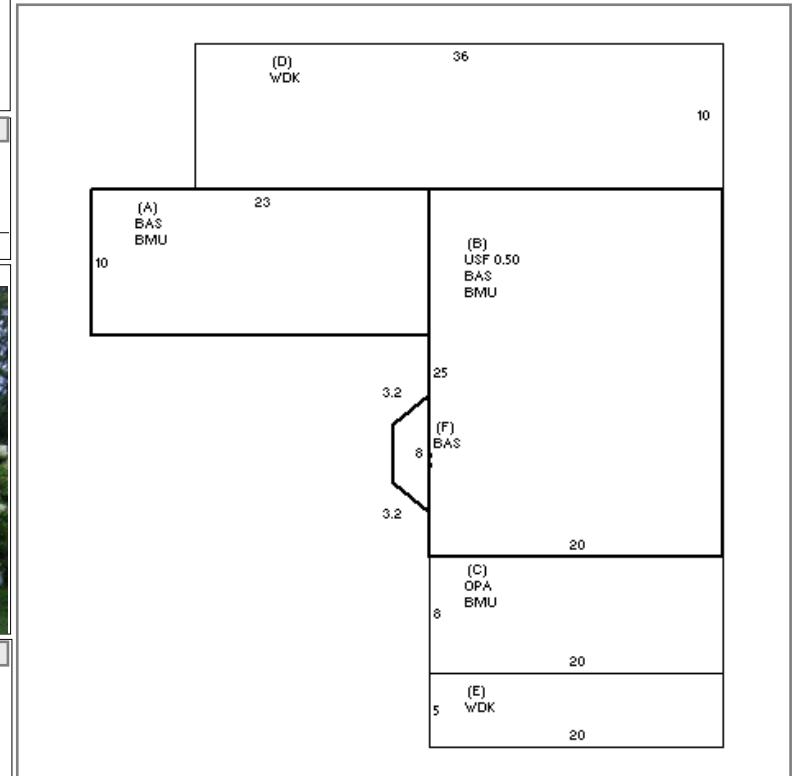 (D)
WDK
36
10
(A)
BAS
BMU
23
10
(B)
USF 0.50
BAS
BMU
25
3.2
(F)
BAS
8
3.2
20
(C)
OPA
BMU
8
20
(E)
WDK
5
20